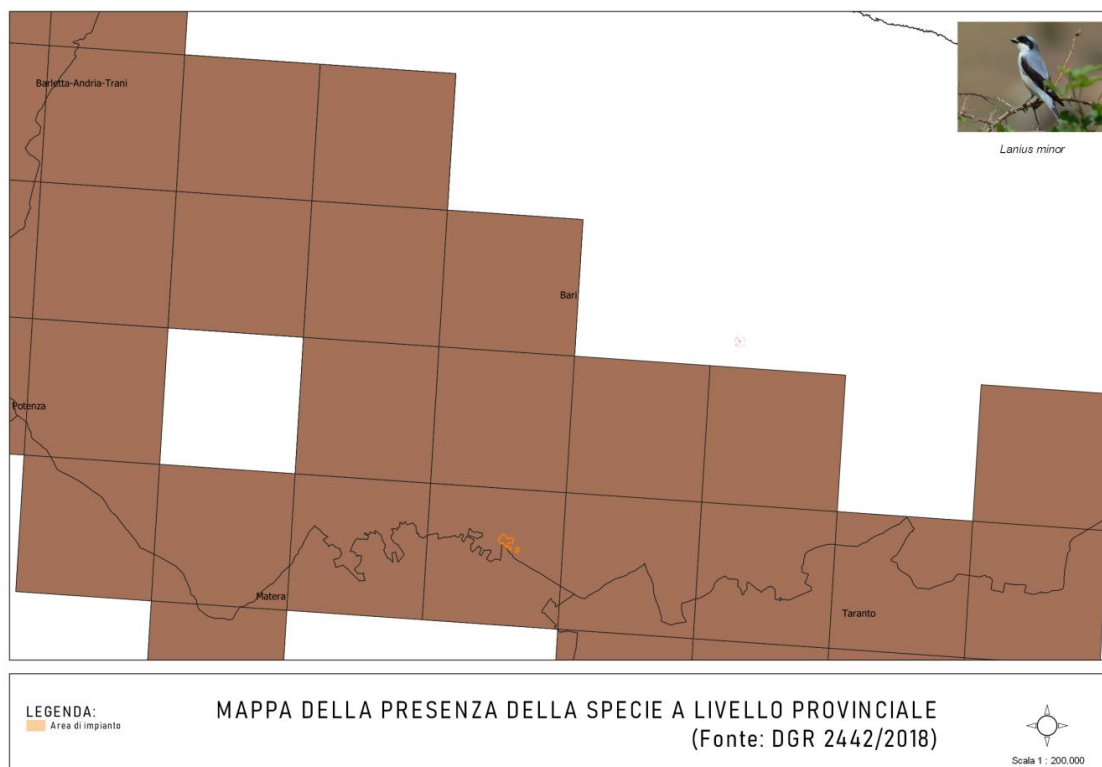 Barletta-Andria-Trani
Lanius minor
Bari
Potenza
Matera
Taranto
LEGENDA:
Area di impianto
MAPPA DELLA PRESENZA DELLA SPECIE A LIVELLO PROVINCIALE
(Fonte: DGR 2442/2018)
Scala 1 : 200.000